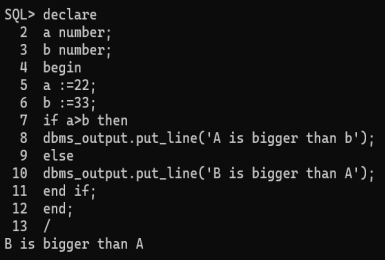 SQL> declare
  2  a number;
  3  b number;
  4  begin
  5  a :=22;
  6  b :=33;
  7  if a>b then
  8  dbms_output.put_line('A is bigger than b');
  9  else
 10  dbms_output.put_line('B is bigger than A');
 11  end if;
 12  end;
 13  /
B is bigger than A